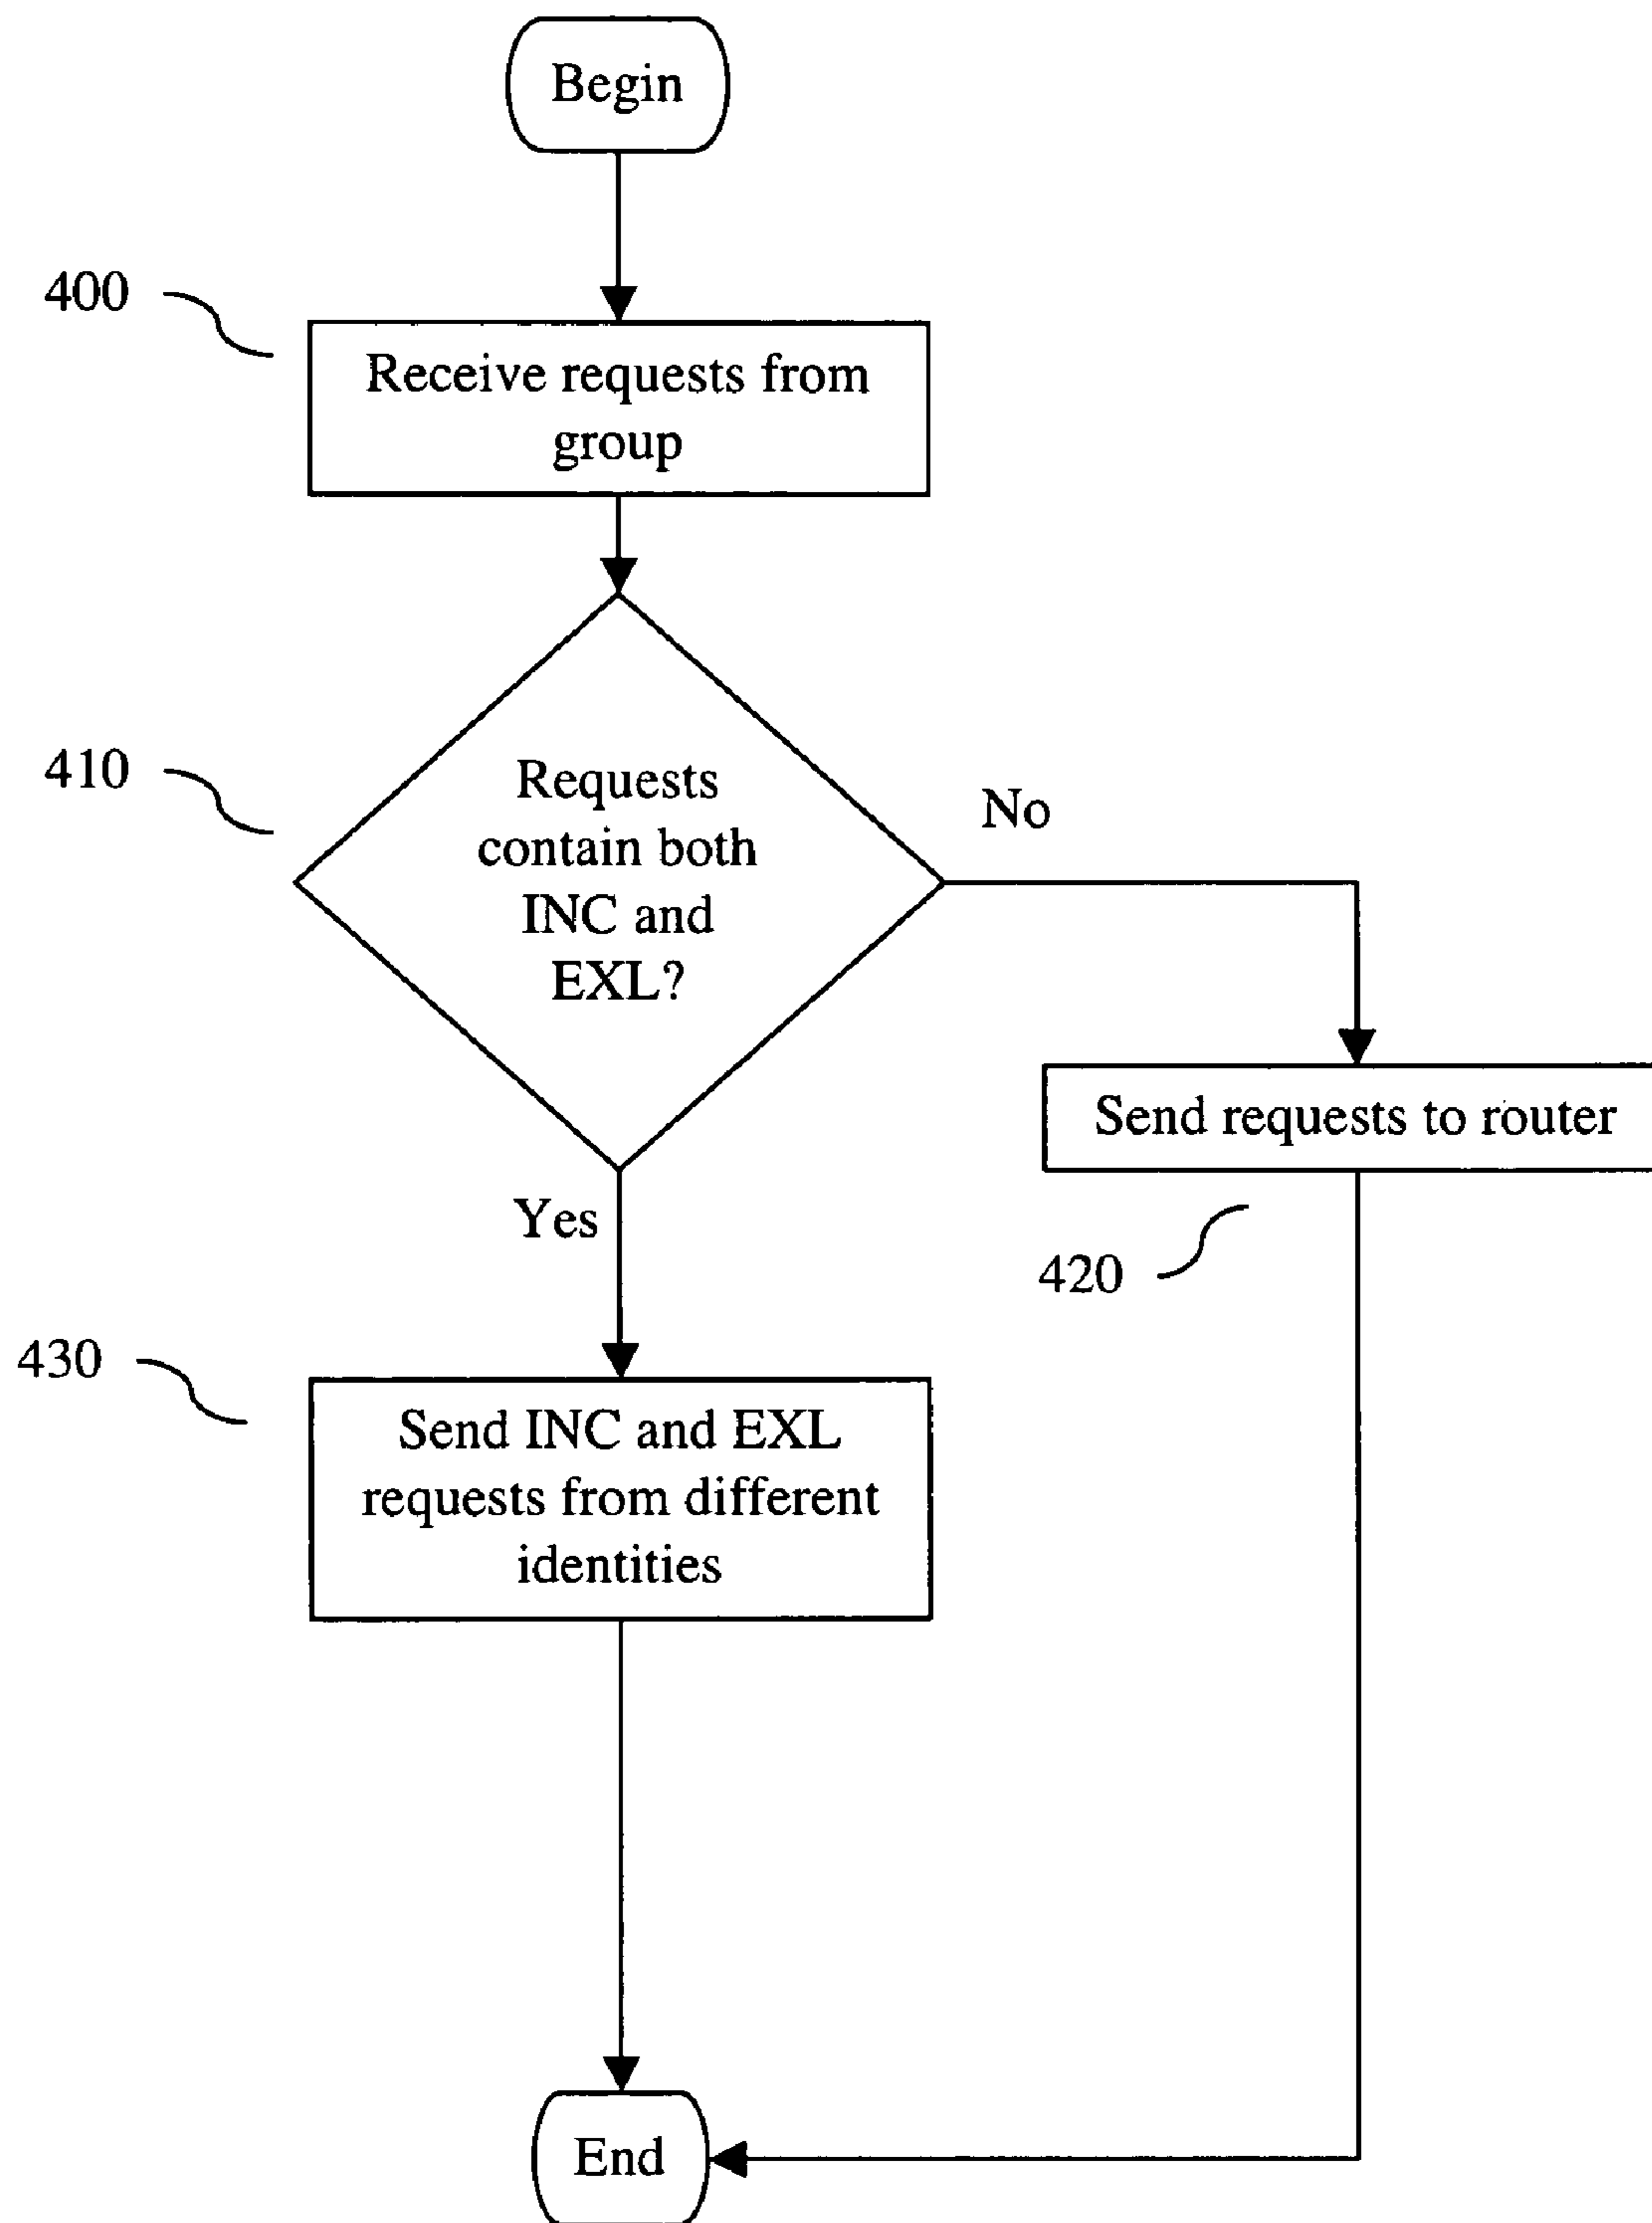 Begin
400
Receive requests from
group
410
Requests
contain both
INC and
EXL?
No
Send requests to router
420
Yes
430
Send INC and EXL
requests from different
identities
End